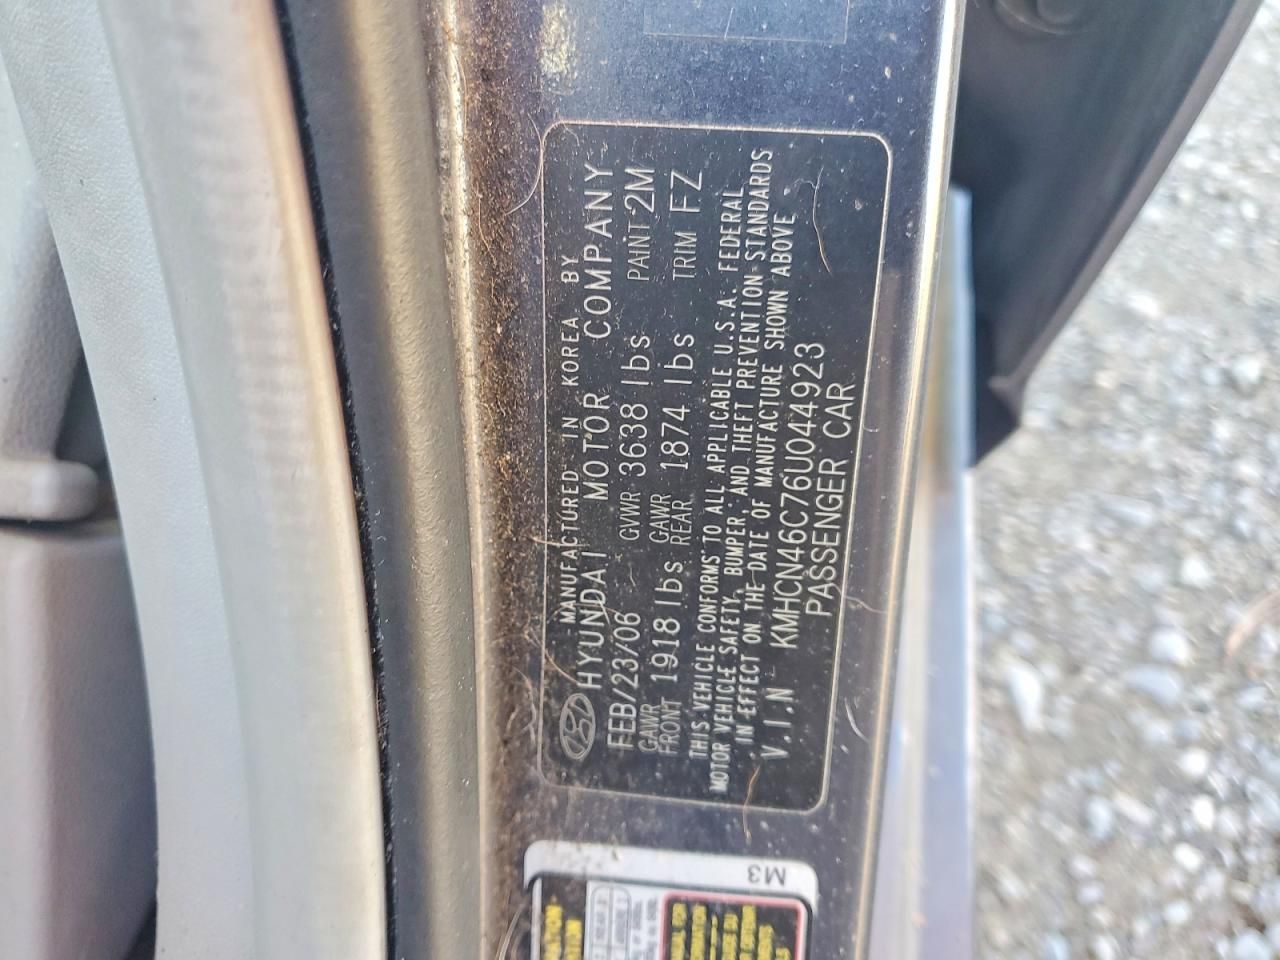 MANUFACTURED IN KOREA BY
HYUNDAI MOTOR COMPANY
FEB/23/06 GVWR 3638 lbs PAINT 2M
GAWR FRONT 1918 lbs GAWR REAR 1874 lbs TRIM FZ
THIS VEHICLE CONFORMS TO ALL APPLICABLE U.S.A. FEDERAL
MOTOR VEHICLE SAFETY, BUMPER, AND THEFT PREVENTION STANDARDS
IN EFFECT ON THE DATE OF MANUFACTURE SHOWN ABOVE
V.I.N KMHCN46C76U044923
PASSENGER CAR
M3